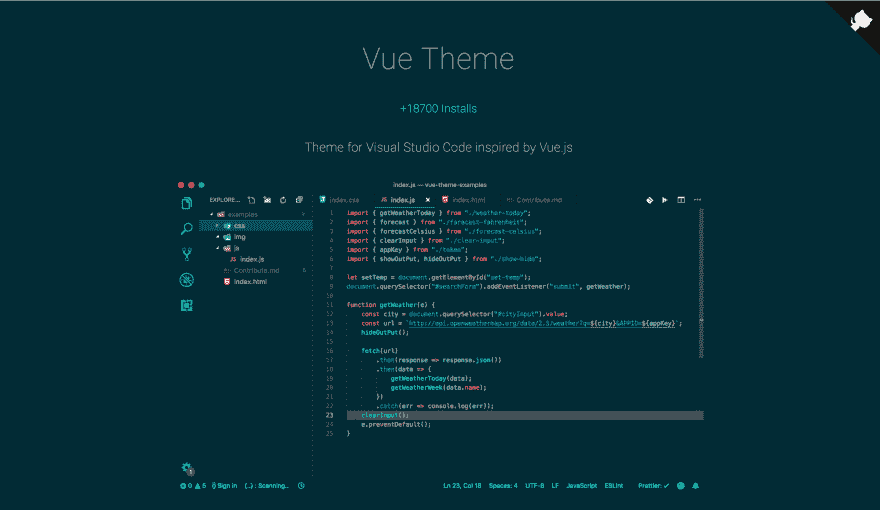 Vue Theme
+18700 Installs
Theme for Visual Studio Code inspired by Vue.js
index.js — vue-theme-examples
EXPLORE...
index.css
index.js
index.html
Contribute.md
examples
css
img
js
JS index.js
Contribute.md
index.html
1 import { getWeatherToday } from "./weather-today";
2 import { forecast } from "./forecast-fahrenheit";
3 import { forecastCelsius } from "./forecast-celsius";
4 import { clearInput } from "./clear-input";
5 import { appKey } from "./token";
6 import { showOutPut, hideOutPut } from "./show-hide";
7
8 let setTemp = document.getElementById("set-temp");
9 document.querySelector("#searchForm").addEventListener("submit", getWeather);
10
11 function getWeather(e) {
12 const city = document.querySelector("#cityInput").value;
13 const url = `http://api.openweathermap.org/data/2.5/weather?q=${city}&APPID=${appKey}`;
14 hideOutPut();
15
16 fetch(url)
17 .then(response => response.json())
18 .then(data => {
19 getWeatherToday(data);
20 getWeatherWeek(data.name);
21 })
22 .catch(err => console.log(err));
23 clearInput();
24 e.preventDefault();
25 }
1
0 5 Sign in {..} : Scanning.. Ln 23, Col 18 Spaces: 4 UTF-8 LF JavaScript ESLint Prettier: ✓